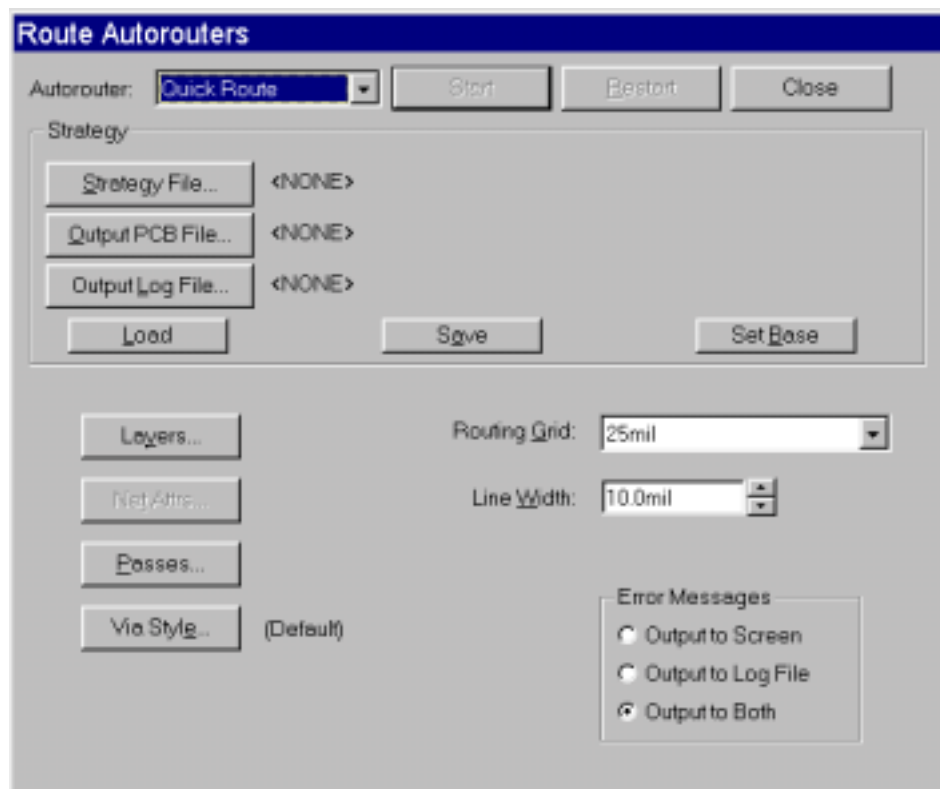 Route Autorouters
Autorouter: Quick Route Start Restart Close
Strategy
Strategy File... <NONE>
Output PCB File... <NONE>
Output Log File... <NONE>
Load Save Set Base
Layers... Routing Grid: 25mil
Net Attrs... Line Width: 10.0mil
Passes...
Error Messages
Via Style... (Default) Output to Screen
Output to Log File
Output to Both